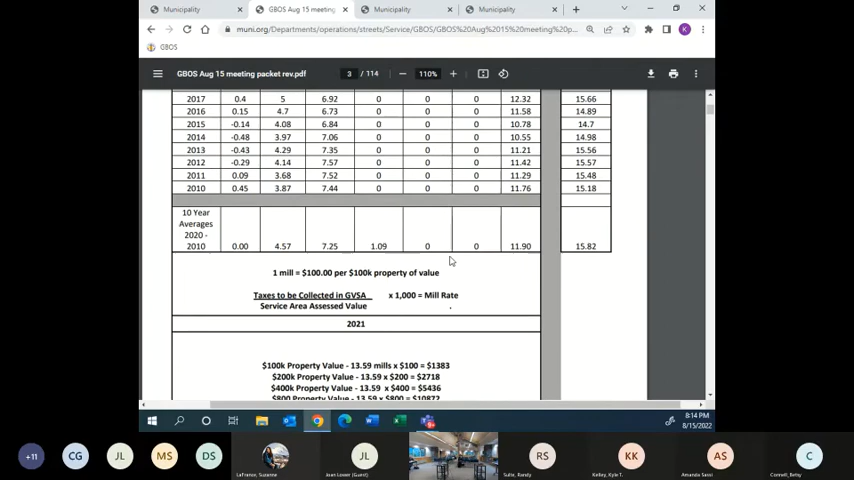 Municipality
GBOS Aug 15 meeting
Municipality
Municipality
muni.org/Departments/operations/streets/Service/GBOS/GBOS%20Aug%2015%20meeting%20p...
K
GBOS
GBOS Aug 15 meeting packet rev.pdf
3 / 114
110%
2017 0.4 5 6.92 0 0 0 12.32 15.66
2016 0.15 4.7 6.73 0 0 0 11.58 14.89
2015 -0.14 4.08 6.84 0 0 0 10.78 14.7
2014 -0.48 3.97 7.06 0 0 0 10.55 14.98
2013 -0.43 4.29 7.35 0 0 0 11.21 15.56
2012 -0.29 4.14 7.57 0 0 0 11.42 15.57
2011 0.09 3.68 7.52 0 0 0 11.29 15.48
2010 0.45 3.87 7.44 0 0 0 11.76 15.18
10 Year
Averages
2020 -
2010 0.00 4.57 7.25 1.09 0 0 11.90 15.82
1 mill = $100.00 per $100k property of value
Taxes to be Collected in GVSA x 1,000 = Mill Rate
Service Area Assessed Value .
2021
$100k Property Value - 13.59 mills x $100 = $1383
$200k Property Value - 13.59 x $200 = $2718
$400k Property Value - 13.59 x $400 = $5436
$800 Property Value - 13.59 x $800 = $10872
8:14 PM
8/15/2022
+11
CG
JL
MS
DS
LaFrance, Suzanne
JL
Joan Lower (Guest)
RS
Sulte, Randy
KK
Kelley, Kyle T.
AS
Amanda Sassi
C
Connell, Betsy